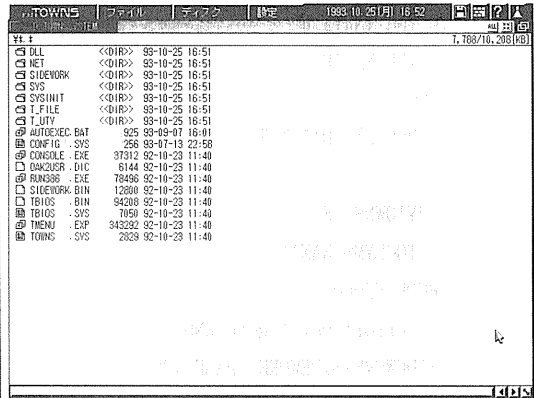 TOWNS ファイル ディスク 設定 1993.10.25(月) 16:52 ?
ALL
¥*.* 7,788/10,208[KB]
DLL <<DIR>> 93-10-25 16:51
NET <<DIR>> 93-10-25 16:51
SIDEWORK <<DIR>> 93-10-25 16:51
SYS <<DIR>> 93-10-25 16:51
SYSINIT <<DIR>> 93-10-25 16:51
T_FILE <<DIR>> 93-10-25 16:51
T_UTY <<DIR>> 93-10-25 16:51
AUTOEXEC.BAT 925 93-09-07 16:01
CONFIG .SYS 256 93-07-13 22:58
CONSOLE .EXE 37312 92-10-23 11:40
OAK2USR .DIC 6144 92-10-23 11:40
RUN386 .EXE 78496 92-10-23 11:40
SIDEWORK.BIN 12800 92-10-23 11:40
TBIOS .BIN 94208 92-10-23 11:40
TBIOS .SYS 7050 92-10-23 11:40
TMENU .EXP 343292 92-10-23 11:40
TOWNS .SYS 2829 92-10-23 11:40